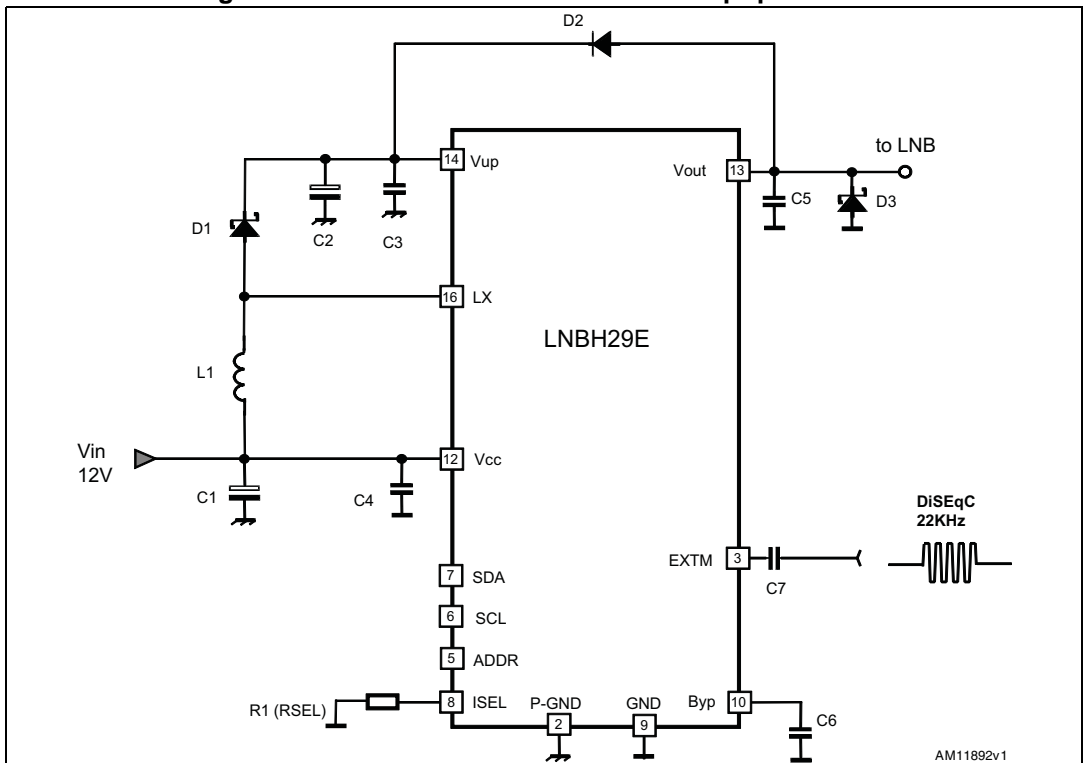 D2
to LNB
14 Vup
Vout 13
C5
D3
D1
C2
C3
16 LX
LNBH29E
L1
Vin
12V
12 Vcc
C1
C4
DiSEqC
22KHz
EXTM 3
C7
7 SDA
6 SCL
5 ADDR
R1 (RSEL)
8 ISEL
P-GND
2
GND
9
Byp 10
C6
AM11892v1